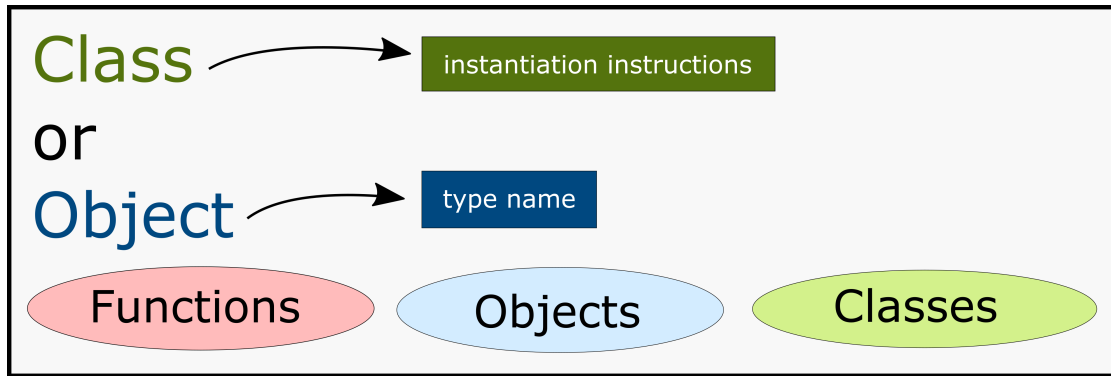 Class
instantiation instructions
or
Object
type name
Functions
Objects
Classes